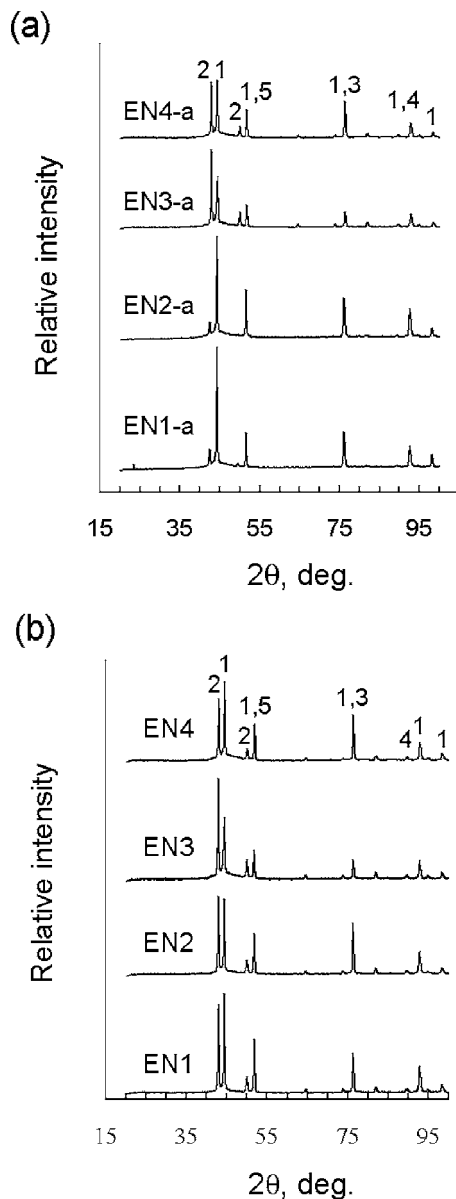 (a)
2 1
1,5
2
1,3
1,4
1
EN4-a
EN3-a
EN2-a
EN1-a
Relative intensity
15 35 55 75 95
2θ, deg.
(b)
1
2
1,5
2
1,3
4
1
1
EN4
EN3
EN2
EN1
Relative intensity
15 35 55 75 95
2θ, deg.